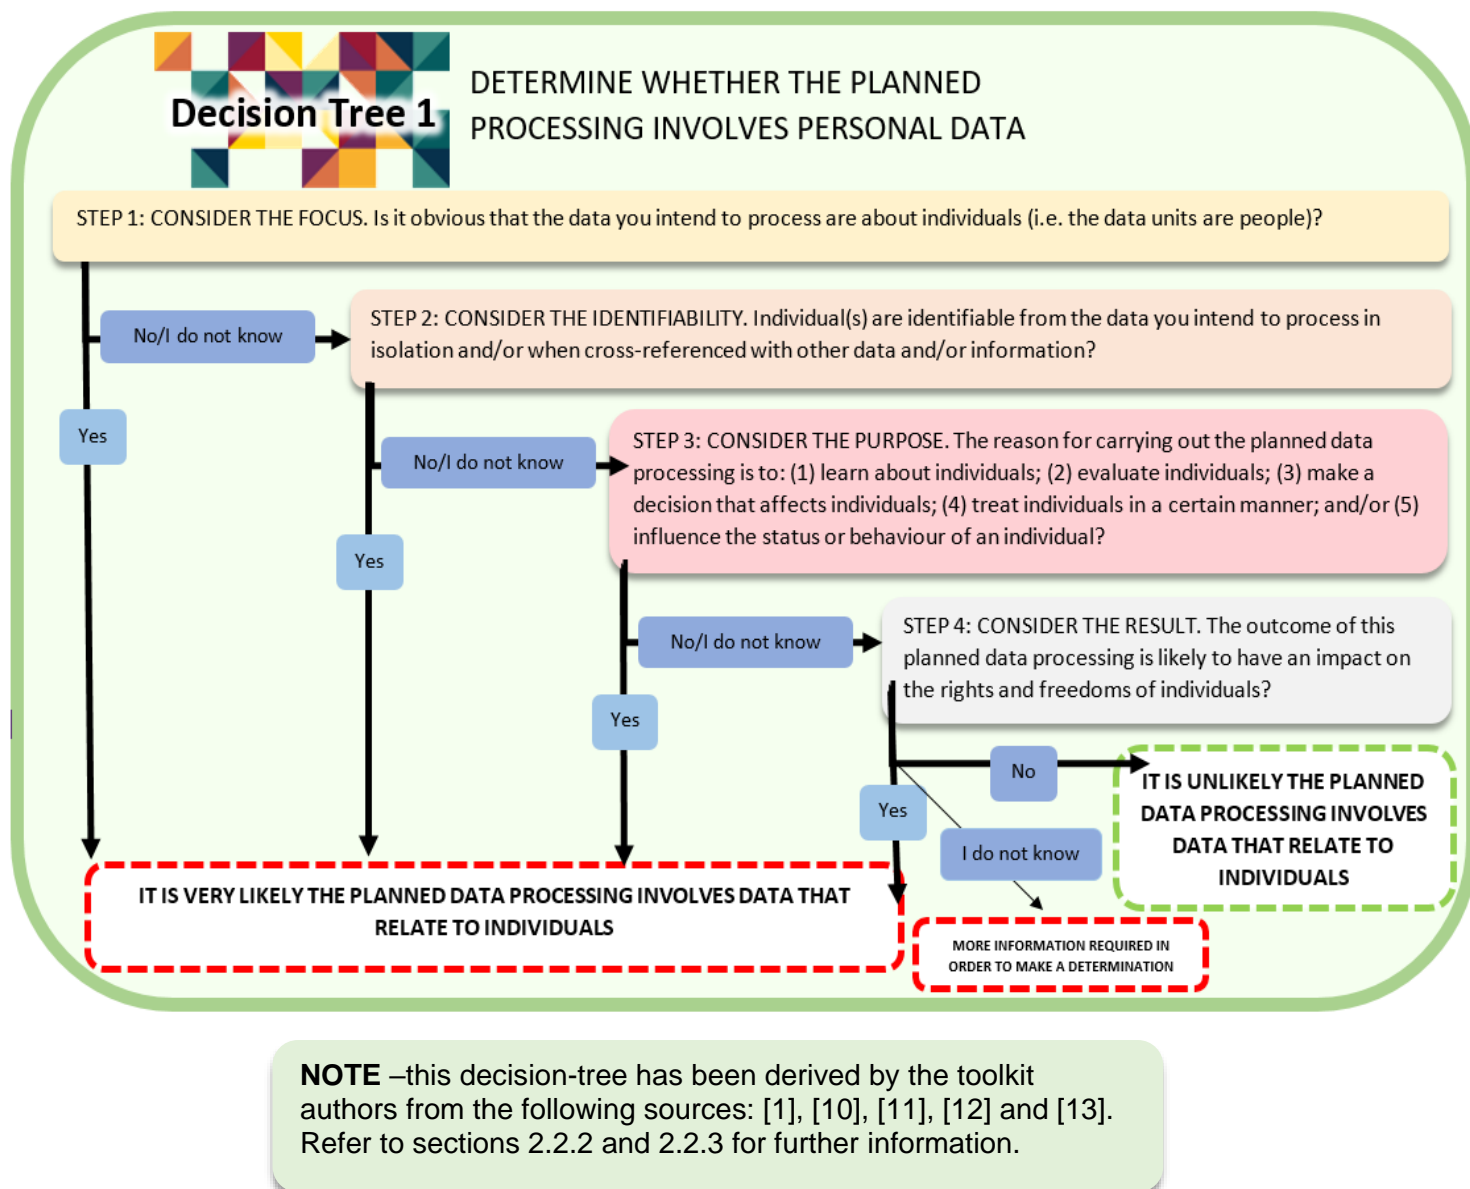 Decision Tree 1
DETERMINE WHETHER THE PLANNED
PROCESSING INVOLVES PERSONAL DATA
STEP 1: CONSIDER THE FOCUS. Is it obvious that the data you intend to process are about individuals (i.e. the data units are people)?
No/I do not know
STEP 2: CONSIDER THE IDENTIFIABILITY. Individual(s) are identifiable from the data you intend to process in
isolation and/or when cross-referenced with other data and/or information?
Yes
No/I do not know
STEP 3: CONSIDER THE PURPOSE. The reason for carrying out the planned data
processing is to: (1) learn about individuals; (2) evaluate individuals; (3) make a
decision that affects individuals; (4) treat individuals in a certain manner; and/or (5)
influence the status or behaviour of an individual?
Yes
No/I do not know
STEP 4: CONSIDER THE RESULT. The outcome of this
planned data processing is likely to have an impact on
the rights and freedoms of individuals?
Yes
No
IT IS UNLIKELY THE PLANNED
DATA PROCESSING INVOLVES
DATA THAT RELATE TO
INDIVIDUALS
Yes
I do not know
IT IS VERY LIKELY THE PLANNED DATA PROCESSING INVOLVES DATA THAT
RELATE TO INDIVIDUALS
MORE INFORMATION REQUIRED IN
ORDER TO MAKE A DETERMINATION
NOTE –this decision-tree has been derived by the toolkit
authors from the following sources: [1], [10], [11], [12] and [13].
Refer to sections 2.2.2 and 2.2.3 for further information.